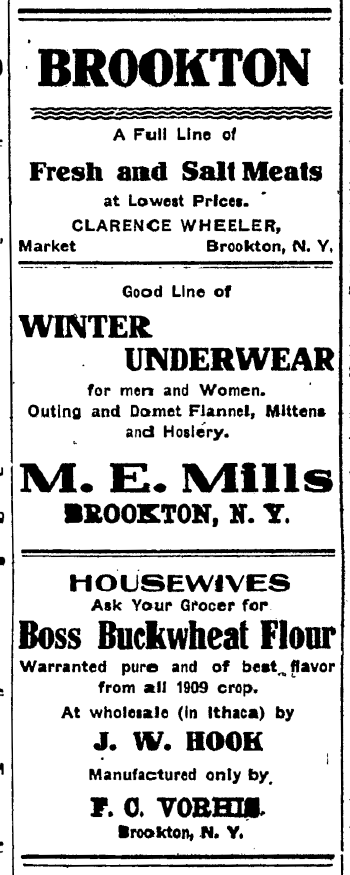 BROOKTON
A Full Line of
Fresh and Salt Meats
at Lowest Prices.
CLARENCE WHEELER,
Market Brookton, N. Y.
Good Line of
WINTER
UNDERWEAR
for men and Women.
Outing and Domet Flannel, Mittens
and Hosiery.
M. E. Mills
BROOKTON, N. Y.
HOUSEWIVES
Ask Your Grocer for
Boss Buckwheat Flour
Warranted pure and of best flavor
from all 1909 crop.
At wholesale (in Ithaca) by
J. W. HOOK
Manufactured only by
F. C. VORHIS.
Brookton, N. Y.